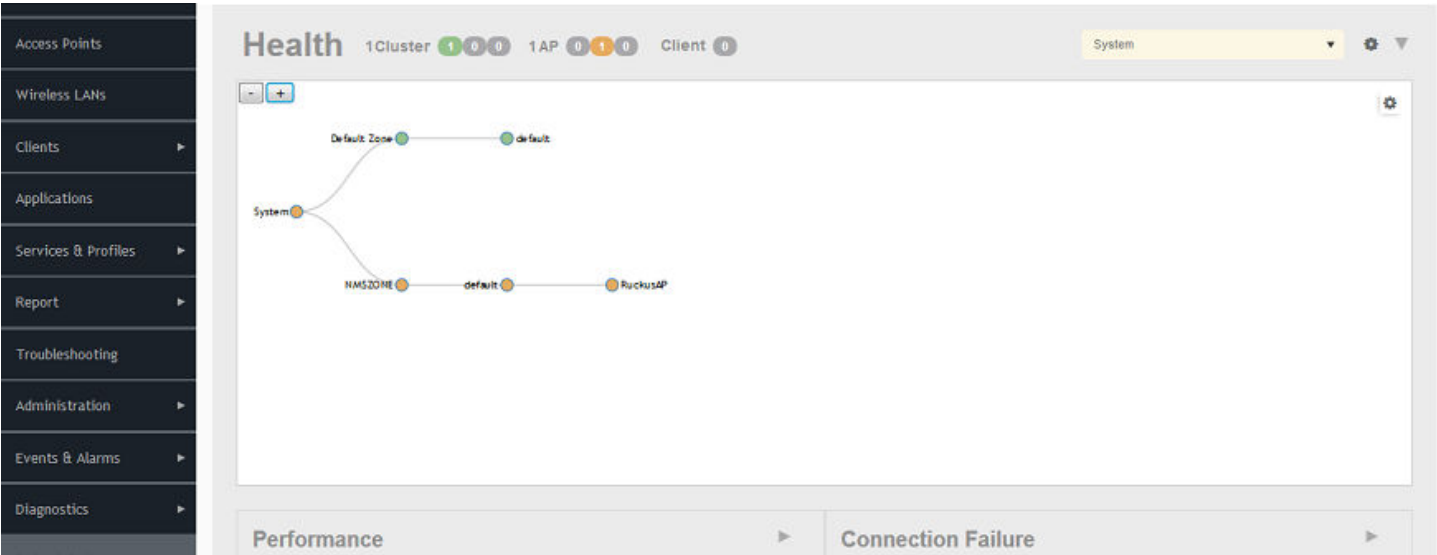 Access Points
Wireless LANs
Clients
Applications
Services & Profiles
Report
Troubleshooting
Administration
Events & Alarms
Diagnostics
Health 1Cluster 1 0 0 1AP 0 1 0 Client 0
System
- +
Default Zone default
System
NMSZONE default RuckusAP
Performance
Connection Failure